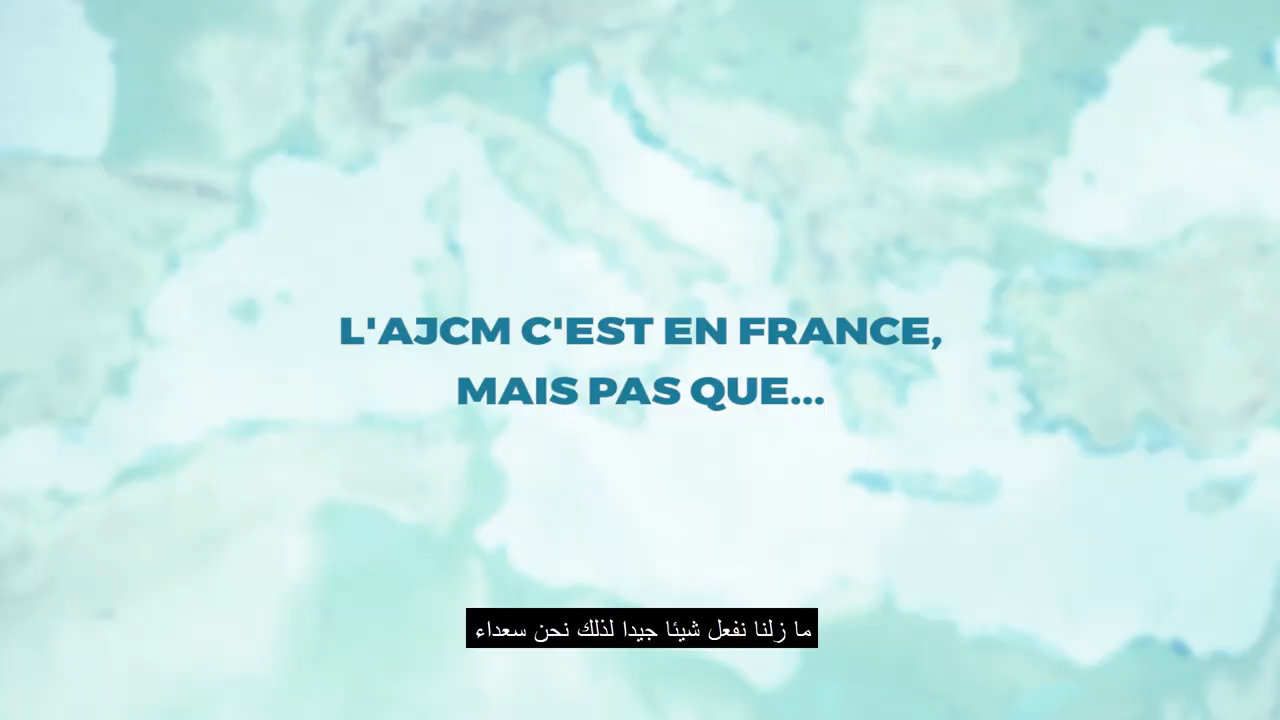 L'AJCM C'EST EN FRANCE,
MAIS PAS QUE...
ما زلنا نفعل شيئا جيدا لذلك نحن سعداء